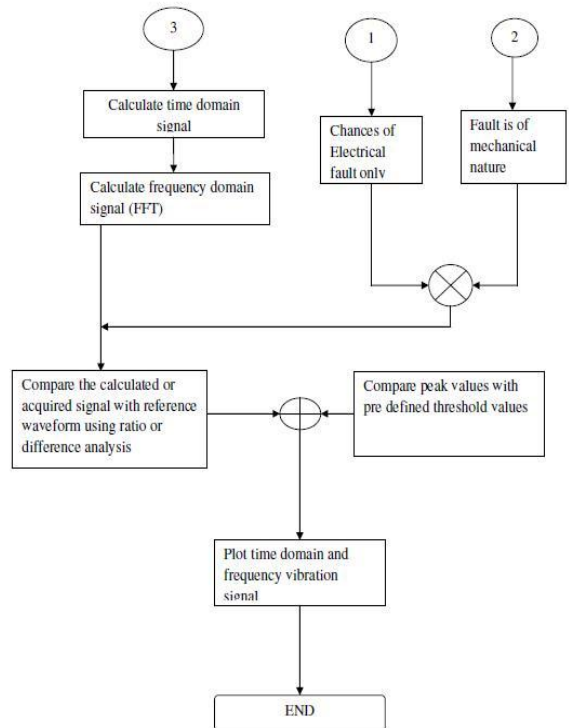 3
1
2
Calculate time domain
signal
Chances of
Electrical
fault only
Fault is of
mechanical
nature
Calculate frequency domain
signal (FFT)
Compare the calculated or
acquired signal with reference
waveform using ratio or
difference analysis
Compare peak values with
pre defined threshold values
Plot time domain and
frequency vibration
signal
END